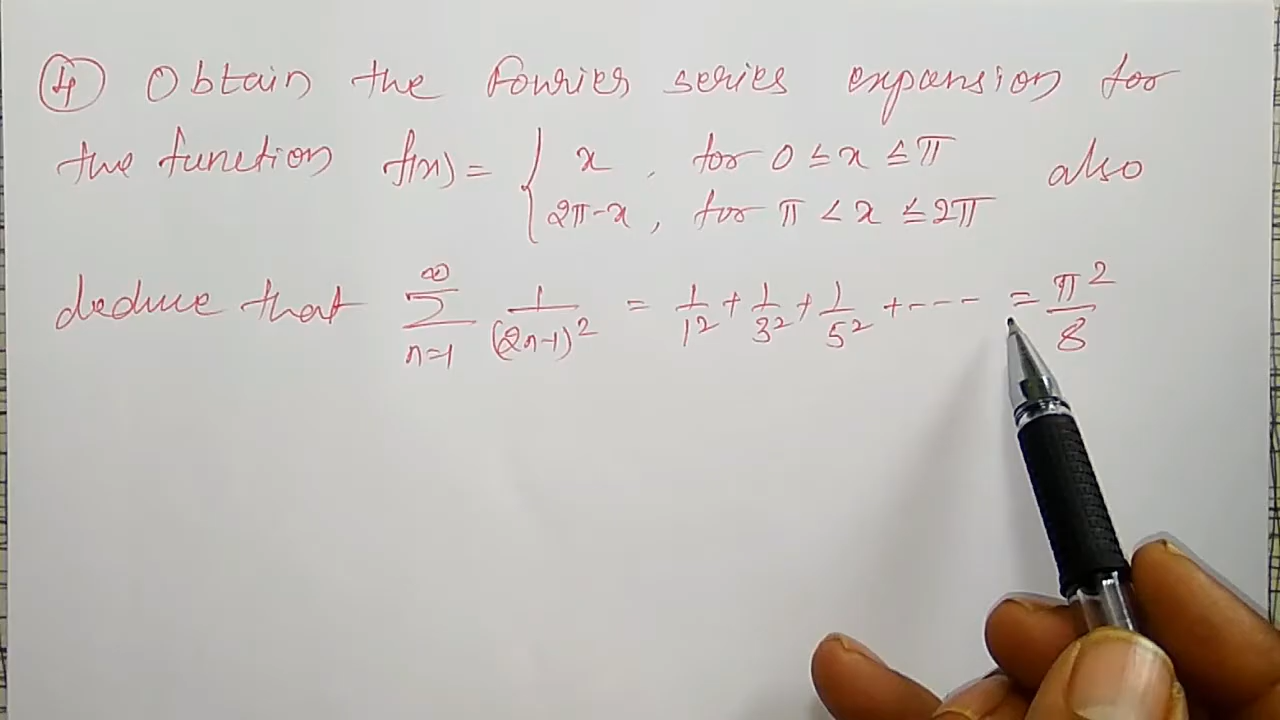 ④ Obtain the Fourier series expansion for
the function f(x) = { x , for 0 ≤ x ≤ π also
2π-x , for π < x ≤ 2π
deduce that ∞ Σ n=1 1/(2n-1)² = 1/1² + 1/3² + 1/5² + --- = π²/8